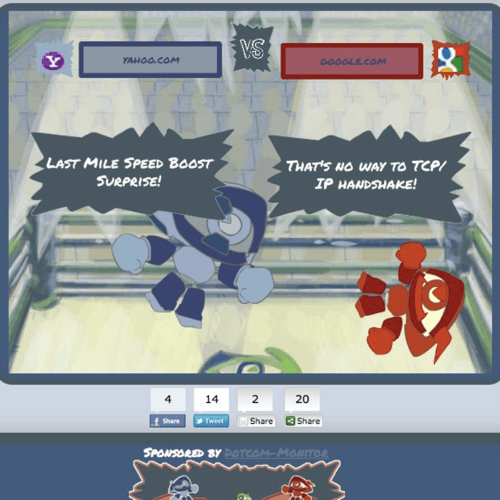 VS
Y YAHOO.COM
GOOGLE.COM g
LAST MILE SPEED BOOST
SURPRISE!
THAT'S NO WAY TO TCP/
IP HANDSHAKE!
4 14 2 20
f Share Tweet Share Share
SPONSORED BY DOTCOM-MONITOR